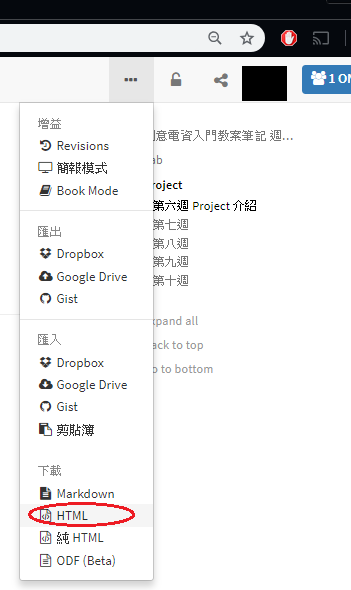 1 ON
增益
Revisions
簡報模式
Book Mode
匯出
Dropbox
Google Drive
Gist
匯入
Dropbox
Google Drive
Gist
剪貼簿
下載
Markdown
HTML
純 HTML
ODF (Beta)
意電資入門教案筆記 週...
ab
roject
第六週 Project 介紹
第七週
第八週
第九週
第十週
xpand all
ack to top
o to bottom